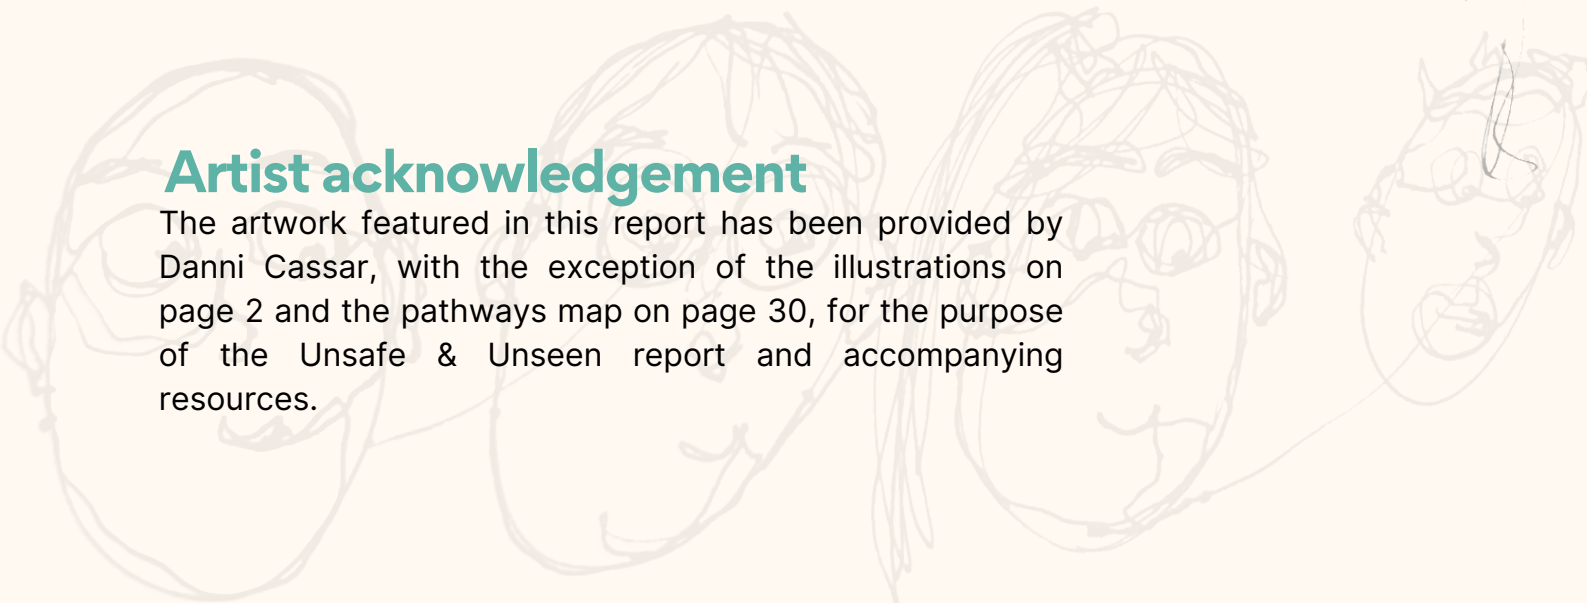 Artist acknowledgement
The artwork featured in this report has been provided by
Danni Cassar, with the exception of the illustrations on
page 2 and the pathways map on page 30, for the purpose
of the Unsafe & Unseen report and accompanying
resources.